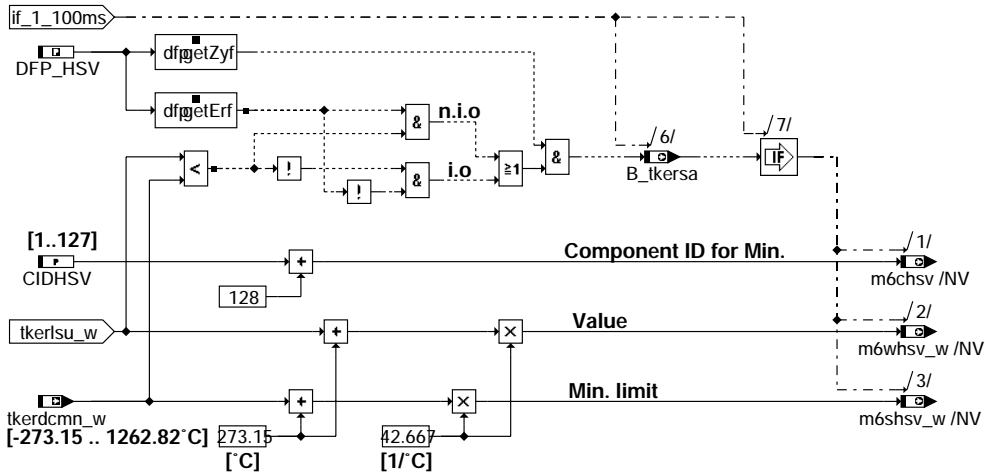 if_1_100ms
DFP_HSV
dfpgetZyf
dfpgetErf
n.i.o
&
/6/
/7/
<
!
!
&
i.o
≧1
&
B_tkersa
IF
[1..127]
CIDHSV
+
128
Component ID for Min.
/1/
m6chsv /NV
tkerlsu_w
+
×
Value
/2/
m6whsv_w /NV
tkerdcmn_w
[-273.15 .. 1262.82°C]
+
×
Min. limit
/3/
m6shsv_w /NV
273.15
[°C]
42.667
[1/°C]